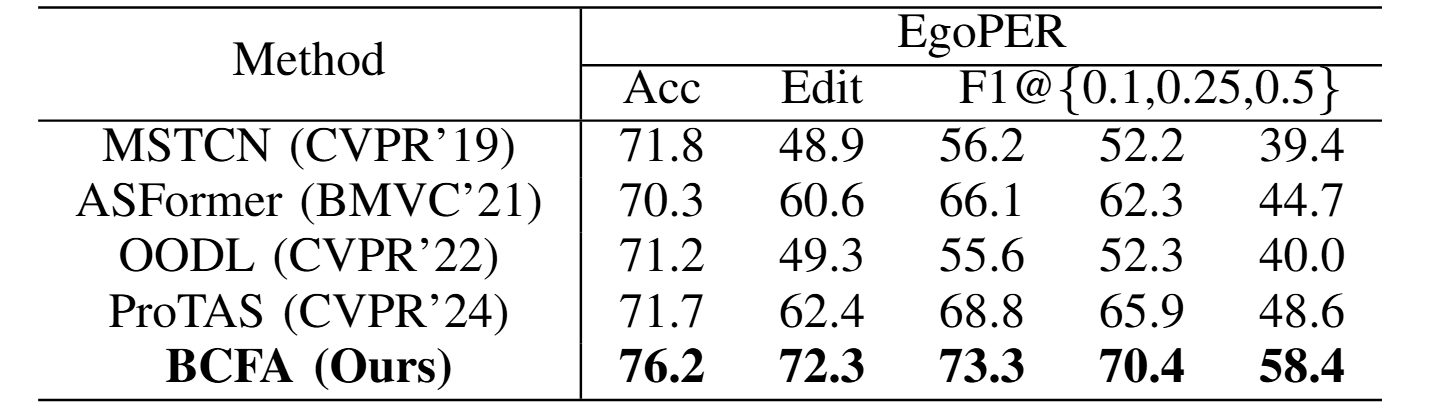 Method EgoPER
Acc Edit F1@{0.1,0.25,0.5}
MSTCN (CVPR'19) 71.8 48.9 56.2 52.2 39.4
ASFormer (BMVC'21) 70.3 60.6 66.1 62.3 44.7
OODL (CVPR'22) 71.2 49.3 55.6 52.3 40.0
ProTAS (CVPR'24) 71.7 62.4 68.8 65.9 48.6
BCFA (Ours) 76.2 72.3 73.3 70.4 58.4